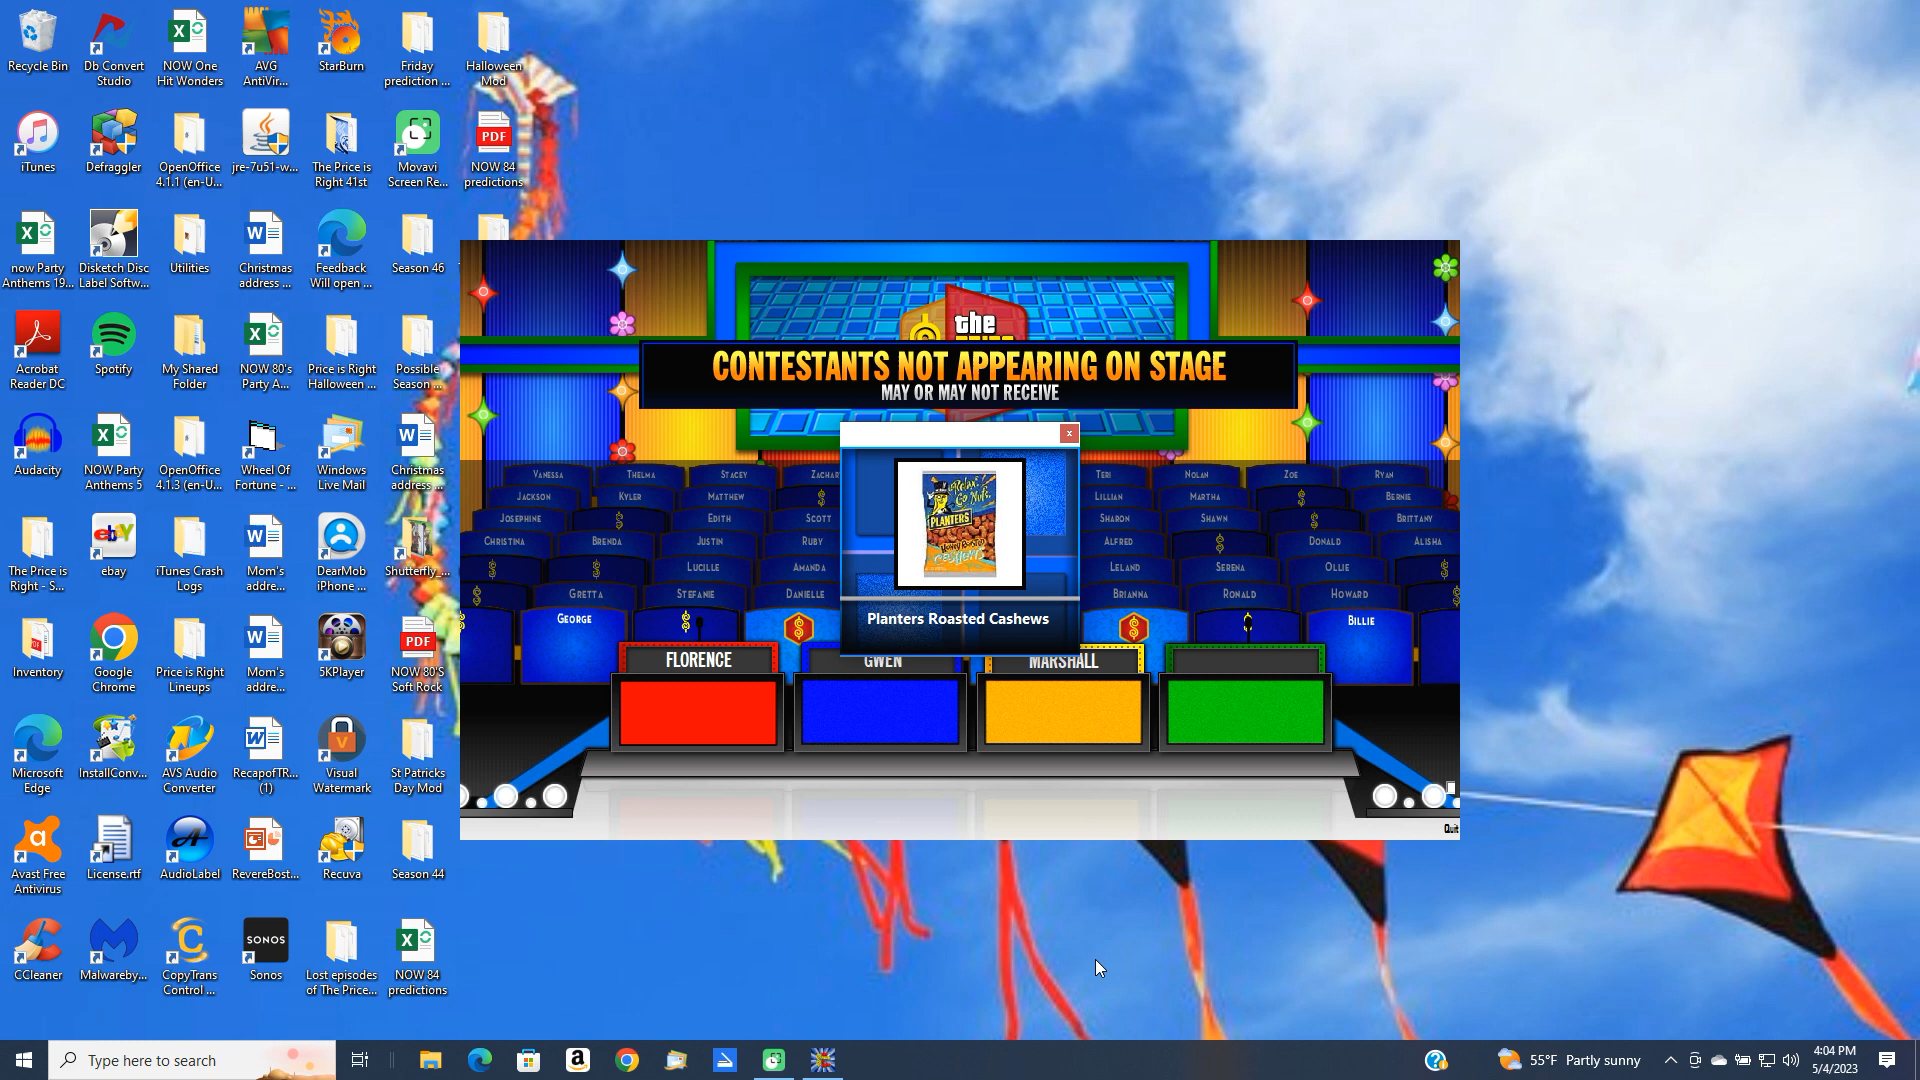 Recycle Bin
Db Convert
Studio
NOW One
Hit Wonders
AVG
AntiVir...
StarBurn
Friday
prediction ...
Halloween
Mod
iTunes
Defraggler
OpenOffice
4.1.1 (en-U...
jre-7u51-w...
The Price is
Right 41st
Movavi
Screen Re...
PDF
NOW 84
predictions
now Party
Anthems 19...
Disketch Disc
Label Softw...
Utilities
Christmas
address ...
Feedback
Will open ...
Season 46
Acrobat
Reader DC
Spotify
My Shared
Folder
NOW 80's
Party A...
Price is Right
Halloween ...
Possible
Season ...
Audacity
NOW Party
Anthems 5
OpenOffice
4.1.3 (en-U...
Wheel Of
Fortune - ...
Windows
Live Mail
Christmas
address ...
The Price is
Right - S...
ebay
iTunes Crash
Logs
Mom's
addre...
DearMob
iPhone ...
Shutterfly_...
Inventory
Google
Chrome
Price is Right
Lineups
Mom's
addre...
5KPlayer
PDF
NOW 80'S
Soft Rock
Microsoft
Edge
InstallConv...
AVS Audio
Converter
RecapofTR...
(1)
Visual
Watermark
St Patricks
Day Mod
Avast Free
Antivirus
License.rtf
AudioLabel
RevereBost...
Recuva
Season 44
CCleaner
Malwareby...
CopyTrans
Control ...
SONOS
Sonos
Lost episodes
of The Price...
NOW 84
predictions
the
CONTESTANTS NOT APPEARING ON STAGE
MAY OR MAY NOT RECEIVE
x
Relax.
Go Nuts.
PLANTERS
HONEY ROASTED
CASHEWS
Planters Roasted Cashews
VANESSA THELMA STACEY TERI NOLAN ZOE RYAN
JACKSON KYLER MATTHEW LILLIAN MARTHA BERNIE
JOSEPHINE EDITH SCOTT SHARON SHAWN BRITTANY
CHRISTINA BRENDA JUSTIN RUBY ALFRED DONALD ALISHA
LUCILLE AMANDA LELAND SERENA OLLIE
GRETTA STEFANIE DANIELLE BRIANNA RONALD HOWARD
GEORGE BILLIE
FLORENCE GWEN MARSHALL
Quit
Type here to search
55°F Partly sunny
4:04 PM
5/4/2023